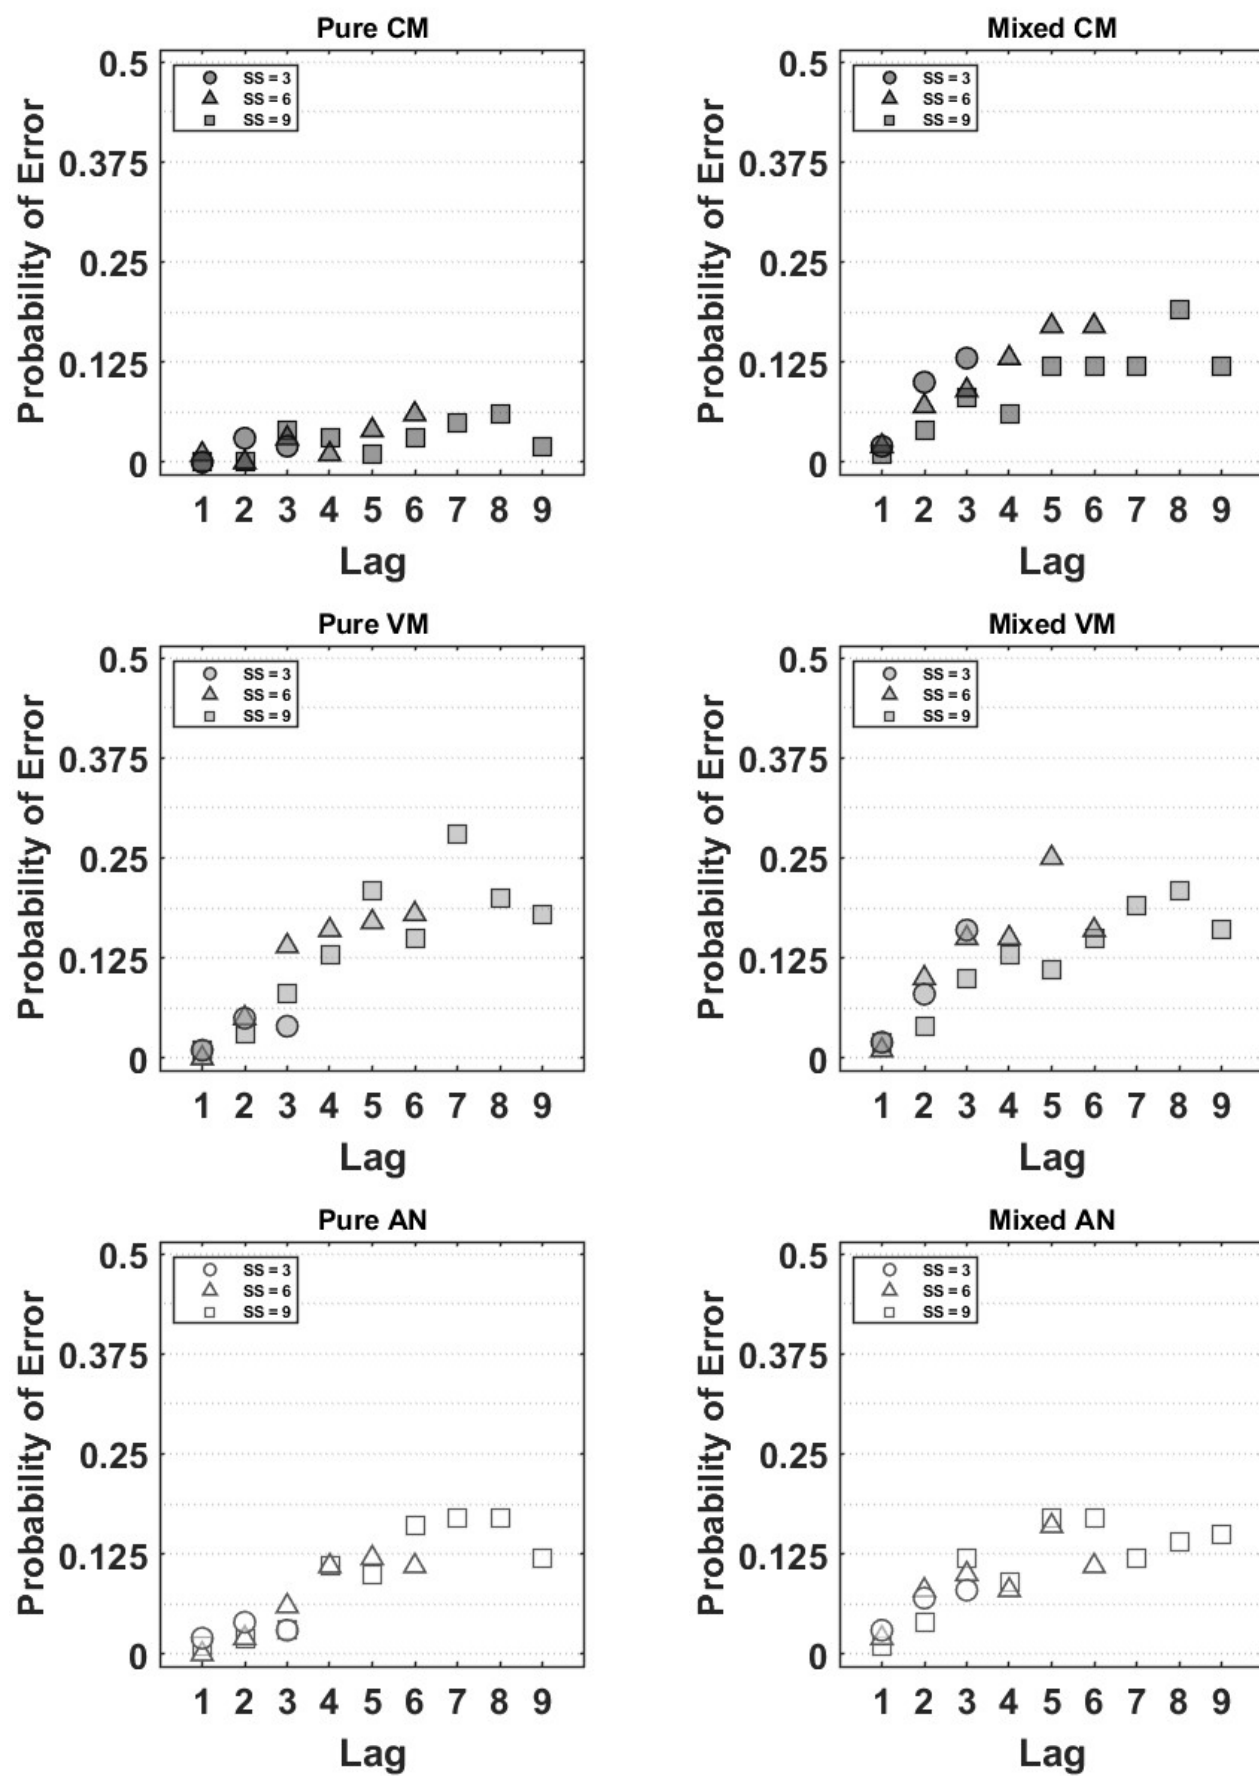 Pure CM
Probability of Error
0.5
0.375
0.25
0.125
0
SS = 3
SS = 6
SS = 9
1 2 3 4 5 6 7 8 9
Lag
Mixed CM
Probability of Error
0.5
0.375
0.25
0.125
0
SS = 3
SS = 6
SS = 9
1 2 3 4 5 6 7 8 9
Lag
Pure VM
Probability of Error
0.5
0.375
0.25
0.125
0
SS = 3
SS = 6
SS = 9
1 2 3 4 5 6 7 8 9
Lag
Mixed VM
Probability of Error
0.5
0.375
0.25
0.125
0
SS = 3
SS = 6
SS = 9
1 2 3 4 5 6 7 8 9
Lag
Pure AN
Probability of Error
0.5
0.375
0.25
0.125
0
SS = 3
SS = 6
SS = 9
1 2 3 4 5 6 7 8 9
Lag
Mixed AN
Probability of Error
0.5
0.375
0.25
0.125
0
SS = 3
SS = 6
SS = 9
1 2 3 4 5 6 7 8 9
Lag